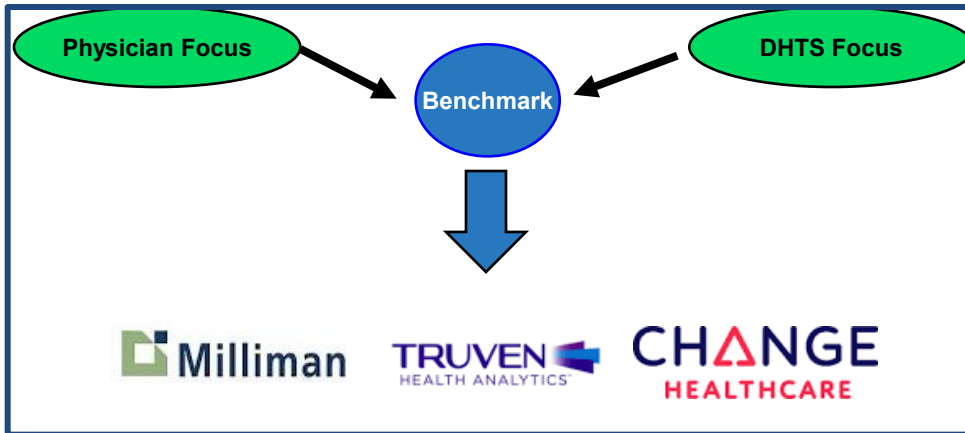 Physician Focus
DHTS Focus
Benchmark
Milliman
TRUVEN
HEALTH ANALYTICS
CHANGE
HEALTHCARE